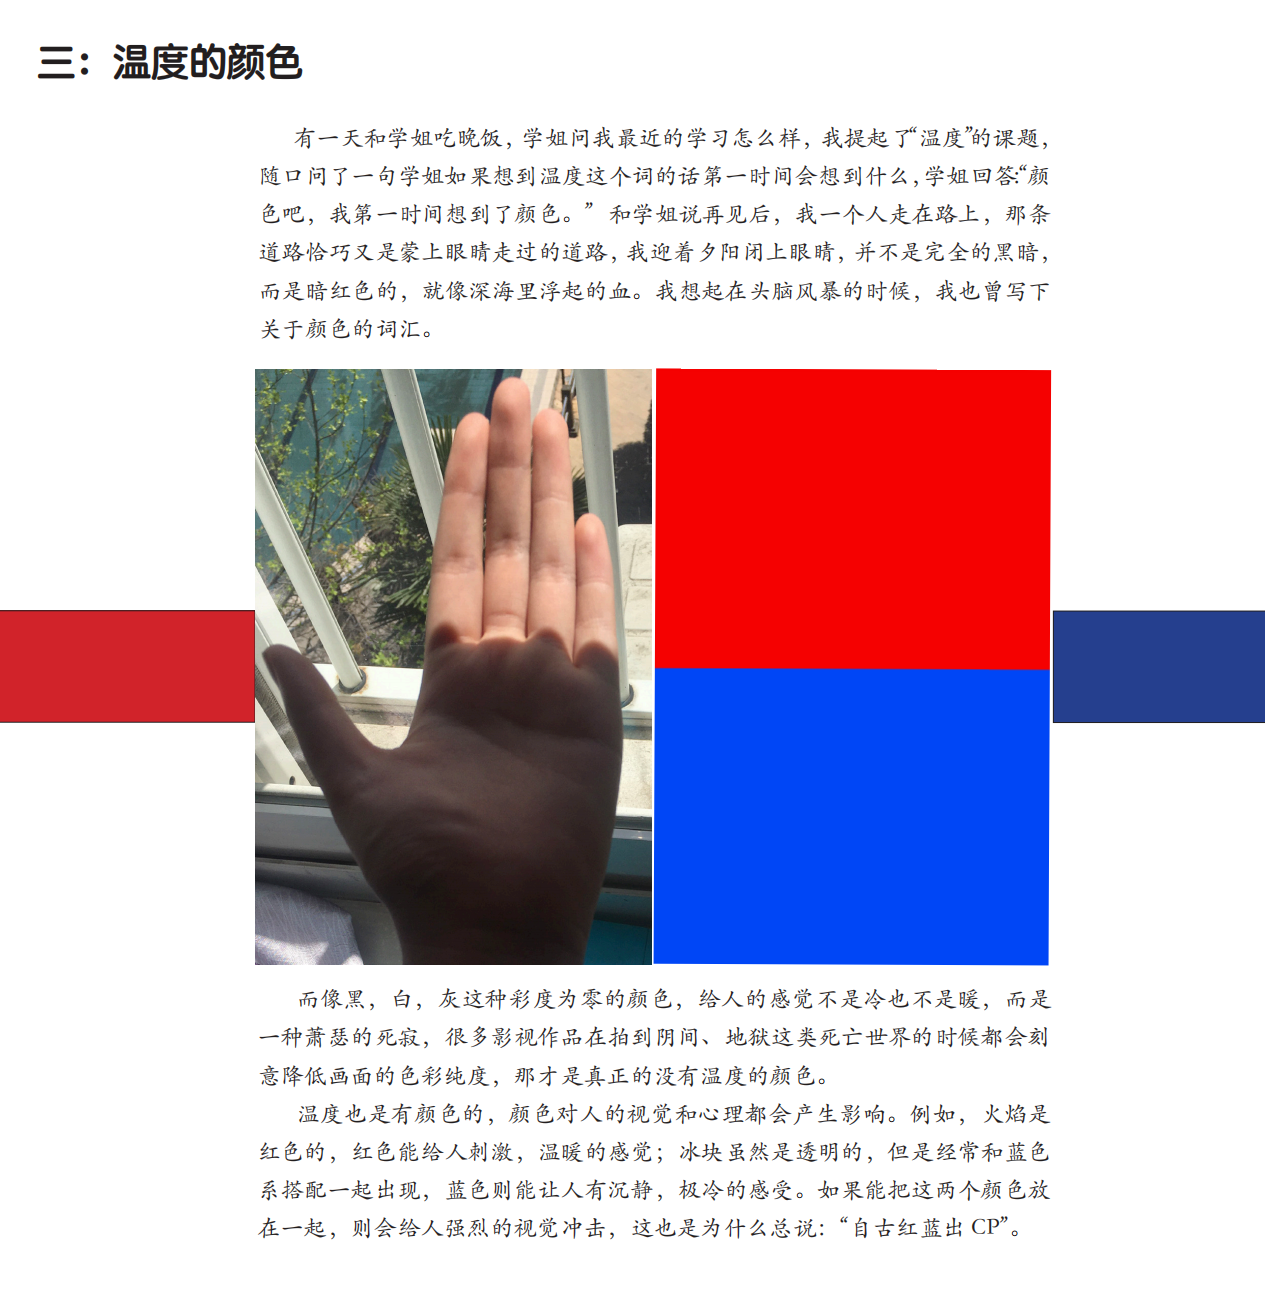 三：温度的颜色
有一天和学姐吃晚饭，学姐问我最近的学习怎么样，我提起了“温度”的课题，
随口问了一句学姐如果想到温度这个词的话第一时间会想到什么，学姐回答：“颜
色吧，我第一时间想到了颜色。” 和学姐说再见后，我一个人走在路上，那条
道路恰巧又是蒙上眼睛走过的道路，我迎着夕阳闭上眼睛，并不是完全的黑暗，
而是暗红色的，就像深海里浮起的血。我想起在头脑风暴的时候，我也曾写下
关于颜色的词汇。
而像黑，白，灰这种彩度为零的颜色，给人的感觉不是冷也不是暖，而是
一种萧瑟的死寂，很多影视作品在拍到阴间、地狱这类死亡世界的时候都会刻
意降低画面的色彩纯度，那才是真正的没有温度的颜色。
温度也是有颜色的，颜色对人的视觉和心理都会产生影响。例如，火焰是
红色的，红色能给人刺激，温暖的感觉；冰块虽然是透明的，但是经常和蓝色
系搭配一起出现，蓝色则能让人有沉静，极冷的感受。如果能把这两个颜色放
在一起，则会给人强烈的视觉冲击，这也是为什么总说：“自古红蓝出 CP”。